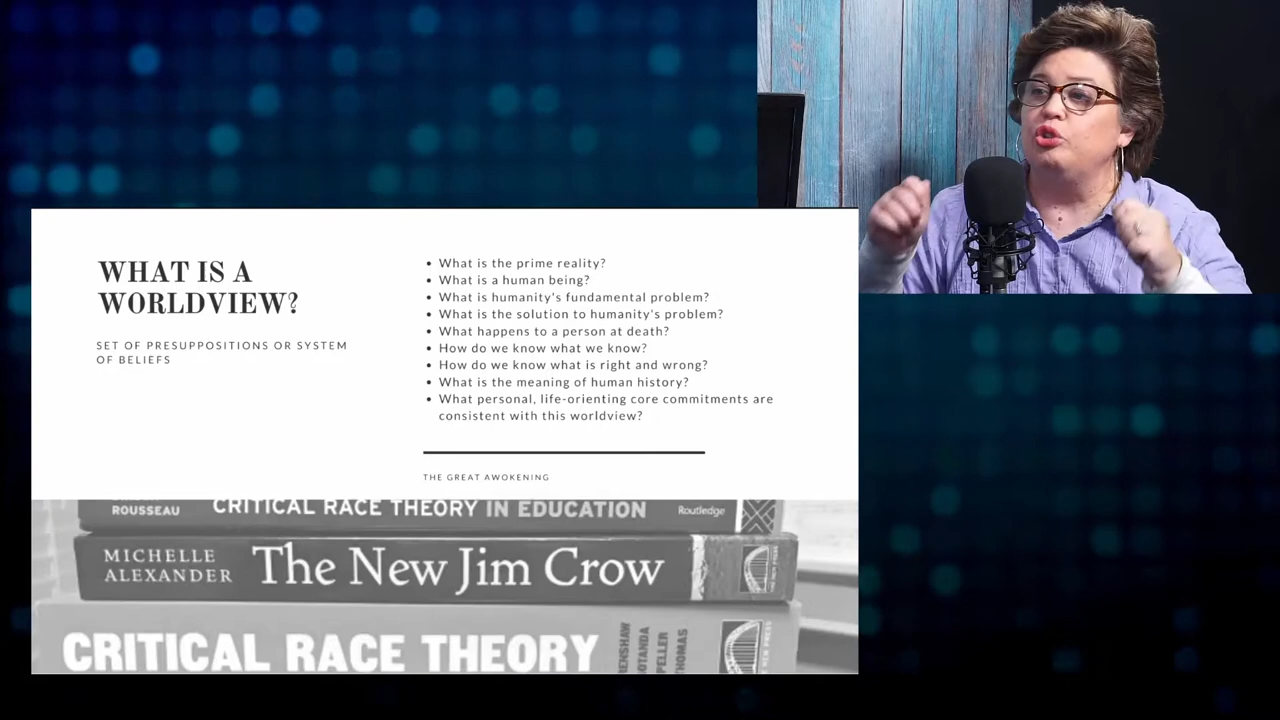 WHAT IS A
WORLDVIEW?
SET OF PRESUPPOSITIONS OR SYSTEM
OF BELIEFS
• What is the prime reality?
• What is a human being?
• What is humanity's fundamental problem?
• What is the solution to humanity's problem?
• What happens to a person at death?
• How do we know what we know?
• How do we know what is right and wrong?
• What is the meaning of human history?
• What personal, life-orienting core commitments are
consistent with this worldview?
THE GREAT AWOKENING
ROUSSEAU
CRITICAL RACE THEORY IN EDUCATION
Routledge
MICHELLE
ALEXANDER
The New Jim Crow
CRITICAL RACE THEORY
THOMAS